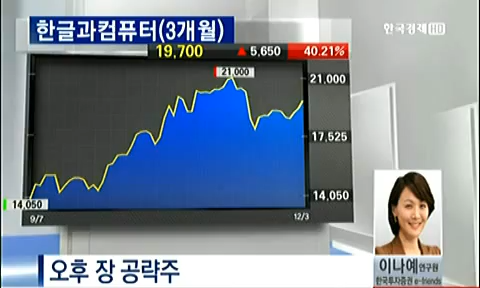 한글과컴퓨터(3개월)
한국경제 HD
19,700 ▲ 5,650 40.21%
21,000
21,000
17,525
14,050
14,050
9/7 12/3
이나예 연구원
한국투자증권 e-friends
오후 장 공략주